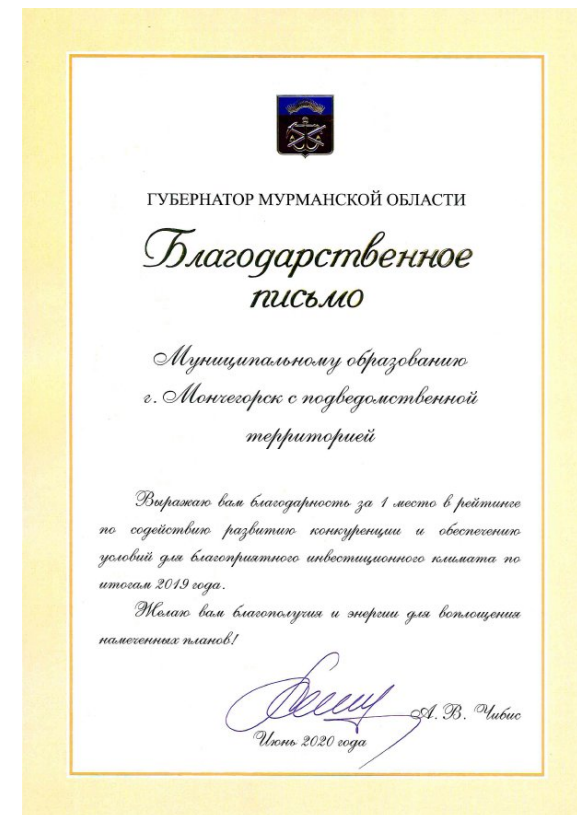 ГУБЕРНАТОР МУРМАНСКОЙ ОБЛАСТИ
Благодарственное
письмо
Муниципальному образованию
г. Мончегорск с подведомственной
территорией
Выражаю вам благодарность за 1 место в рейтинге
по содействию развитию конкуренции и обеспечению
условий для благоприятного инвестиционного климата по
итогам 2019 года.
Желаю вам благополучия и энергии для воплощения
намеченных планов!
А. В. Чибис
Июнь 2020 года